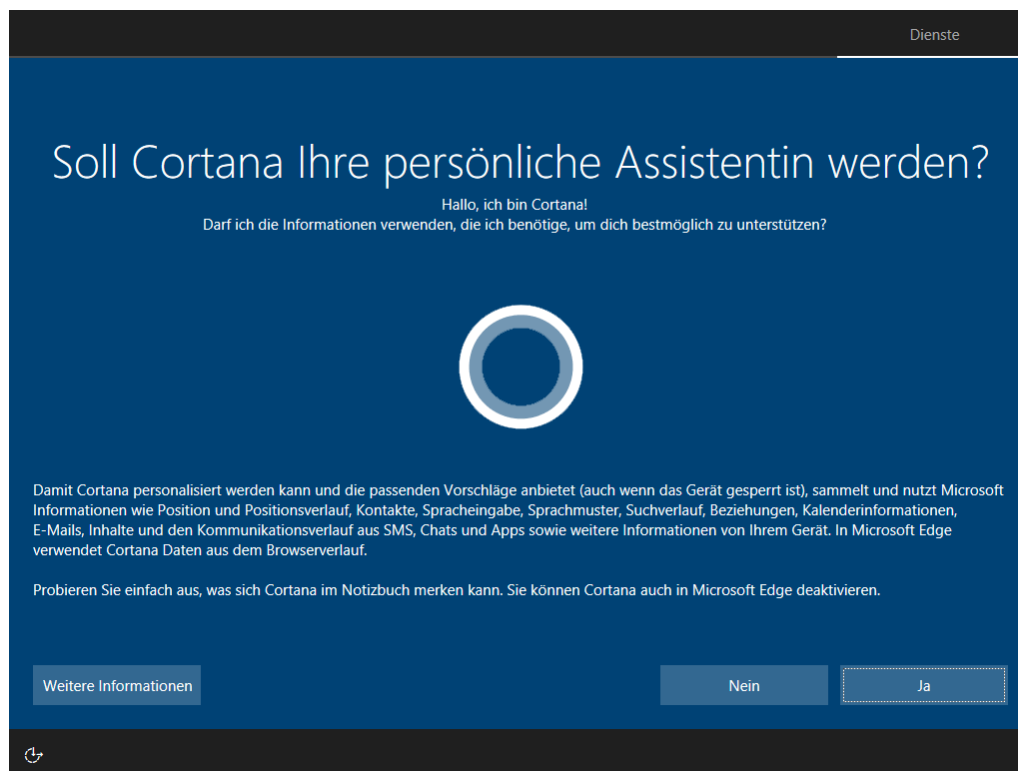 Dienste
Soll Cortana Ihre persönliche Assistentin werden?
Hallo, ich bin Cortana!
Darf ich die Informationen verwenden, die ich benötige, um dich bestmöglich zu unterstützen?
Damit Cortana personalisiert werden kann und die passenden Vorschläge anbietet (auch wenn das Gerät gesperrt ist), sammelt und nutzt Microsoft
Informationen wie Position und Positionsverlauf, Kontakte, Spracheingabe, Sprachmuster, Suchverlauf, Beziehungen, Kalenderinformationen,
E-Mails, Inhalte und den Kommunikationsverlauf aus SMS, Chats und Apps sowie weitere Informationen von Ihrem Gerät. In Microsoft Edge
verwendet Cortana Daten aus dem Browserverlauf.
Probieren Sie einfach aus, was sich Cortana im Notizbuch merken kann. Sie können Cortana auch in Microsoft Edge deaktivieren.
Weitere Informationen
Nein
Ja